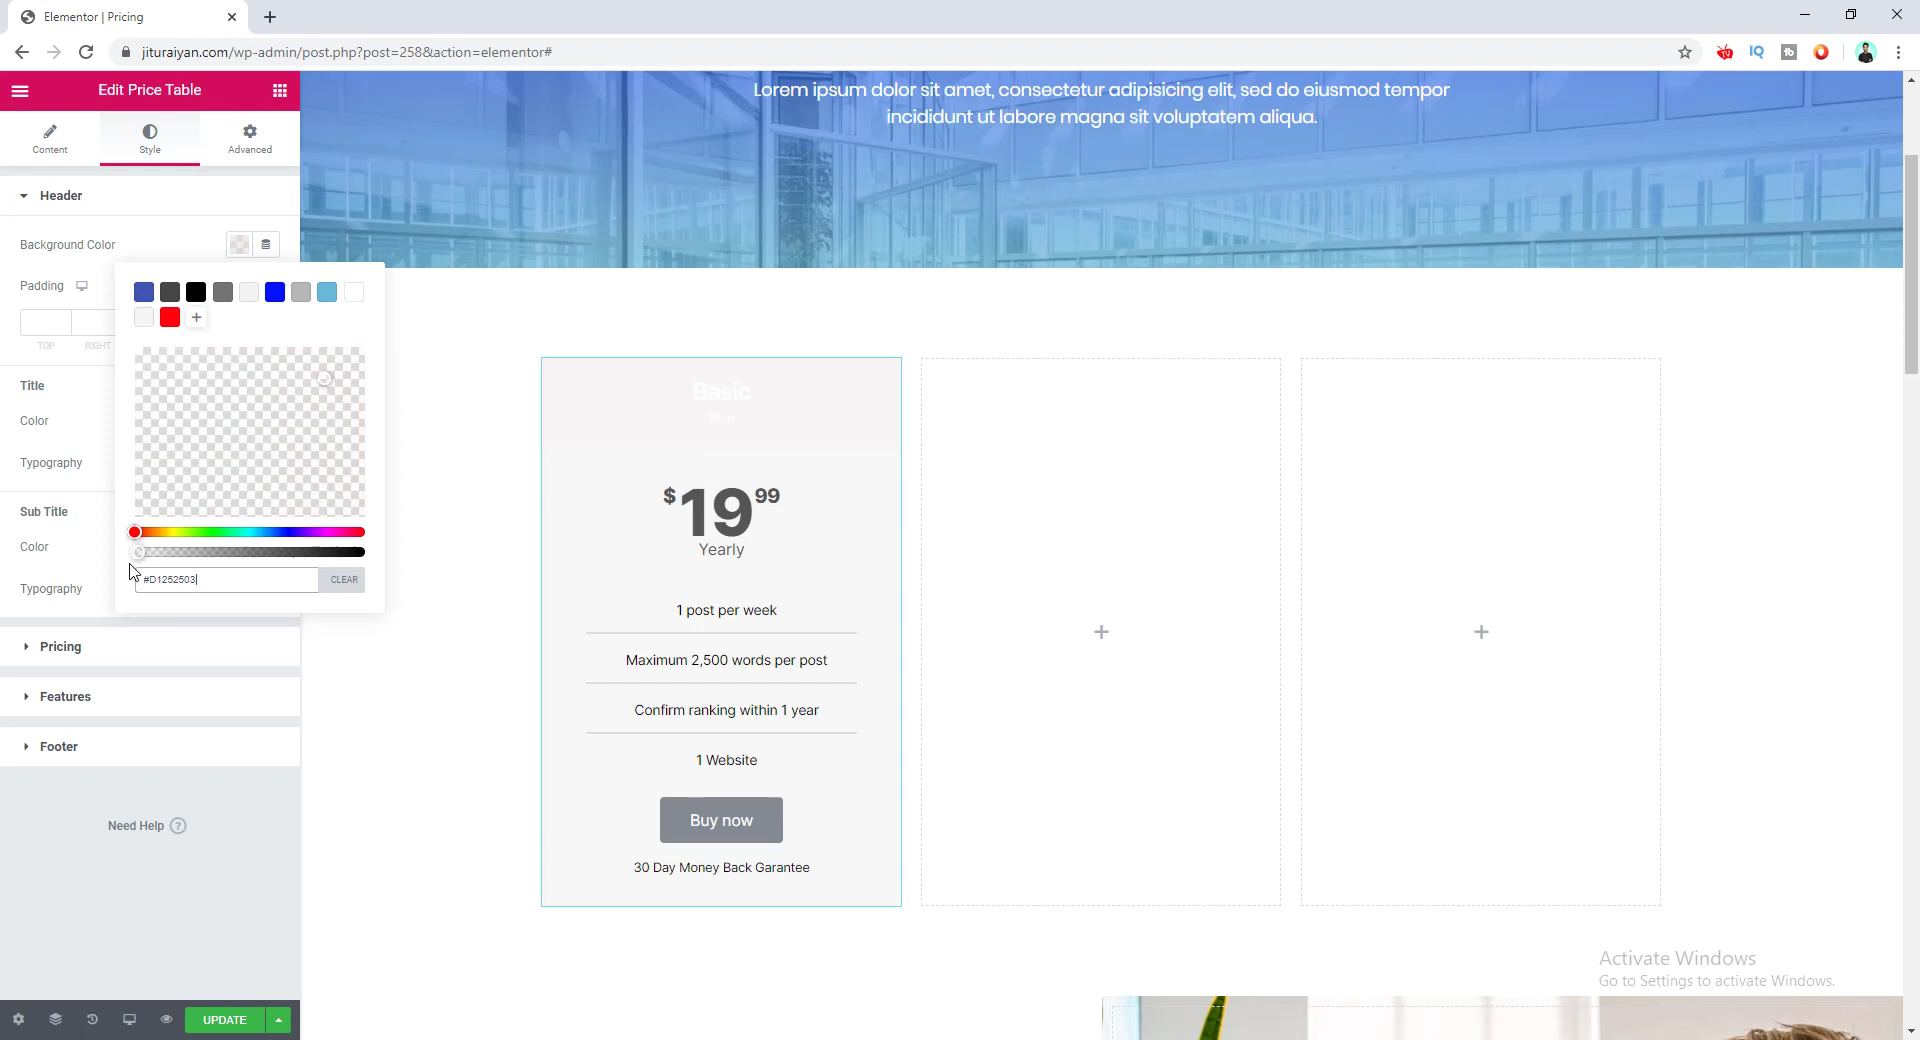 Elementor | Pricing
jituraiyan.com/wp-admin/post.php?post=258&action=elementor#
Edit Price Table
Content
Style
Advanced
Header
Background Color
Padding
TOP
RIGHT
Title
Color
Typography
Sub Title
Color
Typography
#D1252503
CLEAR
Pricing
Features
Footer
Need Help ?
UPDATE
Lorem ipsum dolor sit amet, consectetur adipisicing elit, sed do eiusmod tempor
incididunt ut labore magna sit voluptatem aliqua.
Basic
Plan
$19 99
Yearly
1 post per week
Maximum 2,500 words per post
Confirm ranking within 1 year
1 Website
Buy now
30 Day Money Back Garantee
Activate Windows
Go to Settings to activate Windows.